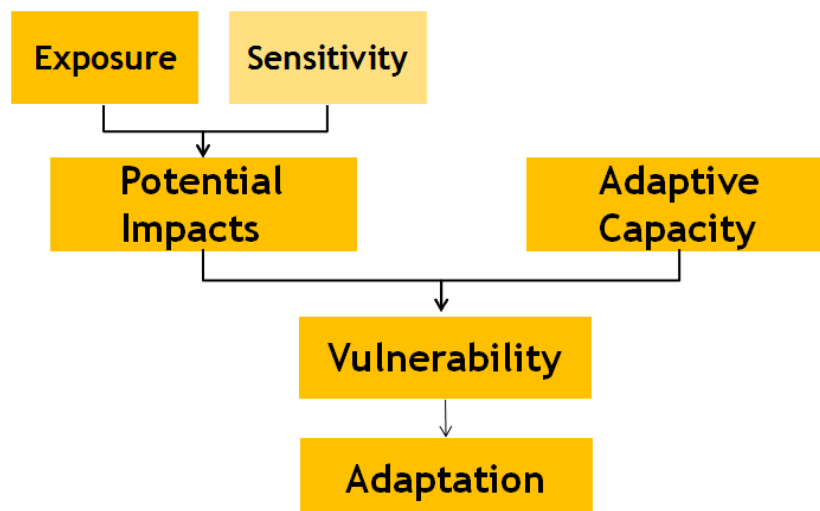 Exposure
Sensitivity
Potential
Impacts
Adaptive
Capacity
Vulnerability
Adaptation